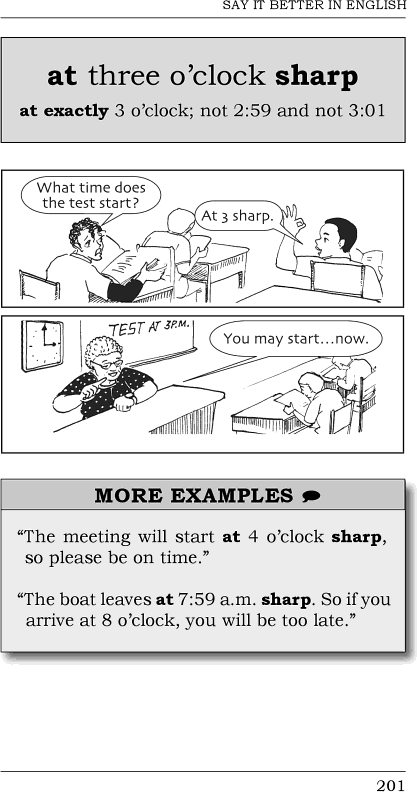 SAY IT BETTER IN ENGLISH
at three o’clock sharp
at exactly 3 o’clock; not 2:59 and not 3:01
What time does
the test start?
At 3 sharp.
TEST AT 3P.M.
You may start…now.
MORE EXAMPLES
“The meeting will start at 4 o’clock sharp,
so please be on time.”
“The boat leaves at 7:59 a.m. sharp. So if you
arrive at 8 o’clock, you will be too late.”
201